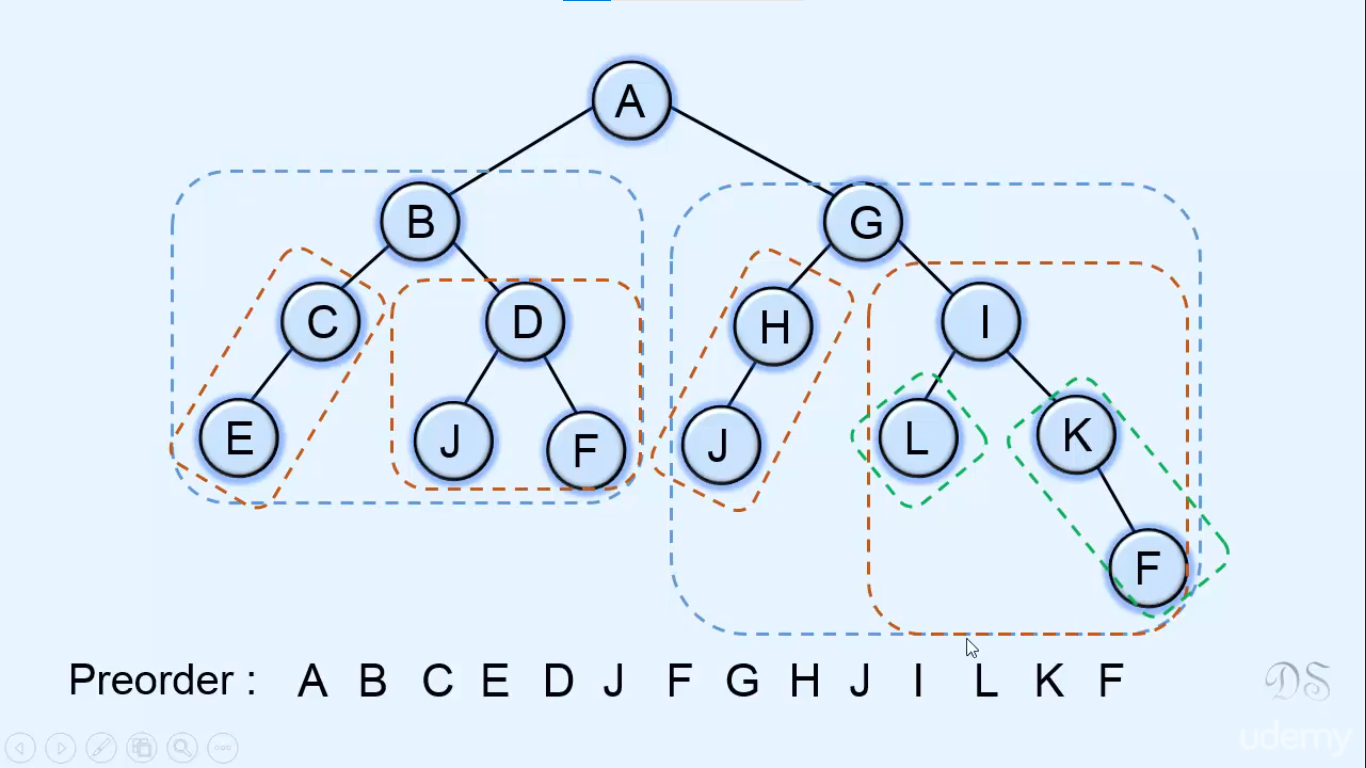 A
B
G
C
D
H
I
E
J
F
J
L
K
F
Preorder : A B C E D J F G H J I L K F
DS
udemy